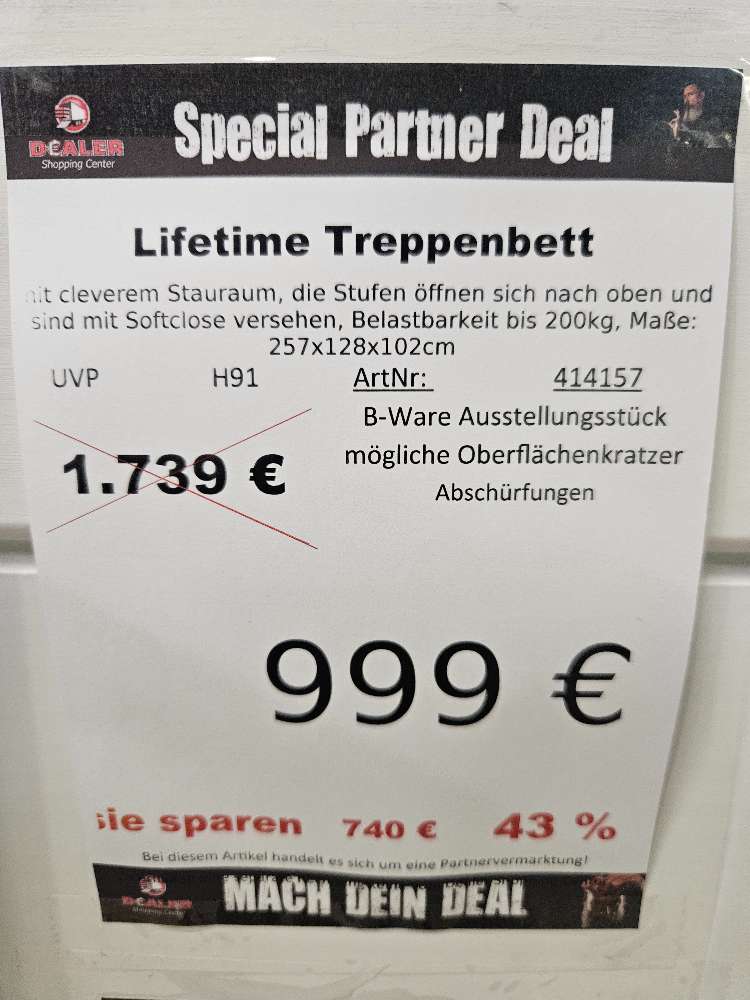 DEALER
Shopping Center
Special Partner Deal
Lifetime Treppenbett
it cleverem Stauraum, die Stufen öffnen sich nach oben und
sind mit Softclose versehen, Belastbarkeit bis 200kg, Maße:
257x128x102cm
UVP H91 ArtNr: 414157
B-Ware Ausstellungsstück
1.739 € mögliche Oberflächenkratzer
Abschürfungen
999 €
sie sparen 740 € 43 %
Bei diesem Artikel handelt es sich um eine Partnervermarktung!
DEALER
Shopping Center
MACH DEIN DEAL